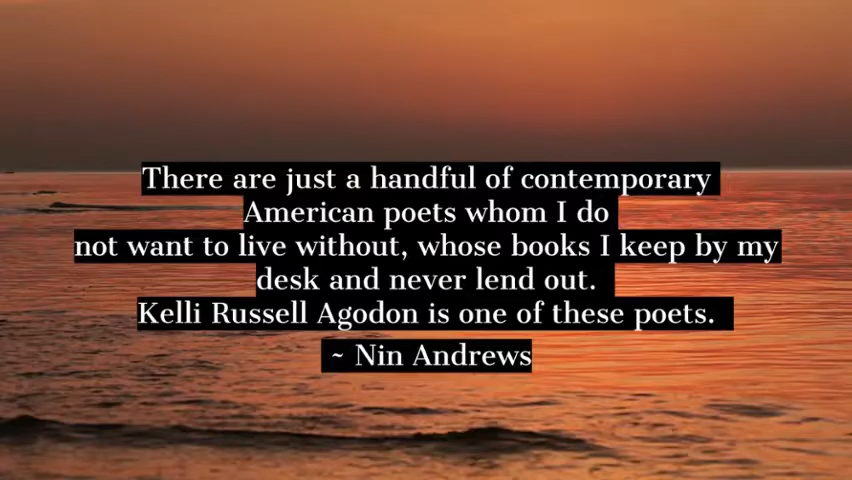 There are just a handful of contemporary
American poets whom I do
not want to live without, whose books I keep by my
desk and never lend out.
Kelli Russell Agodon is one of these poets.
~ Nin Andrews